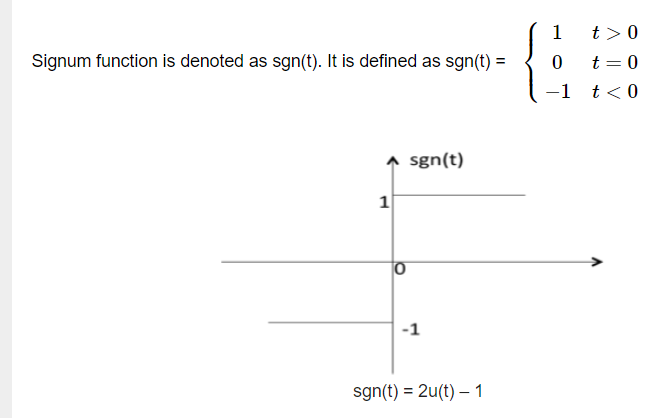 1 t > 0
Signum function is denoted as sgn(t). It is defined as sgn(t) = { 0 t = 0
−1 t < 0
sgn(t)
1
0
-1
sgn(t) = 2u(t) – 1